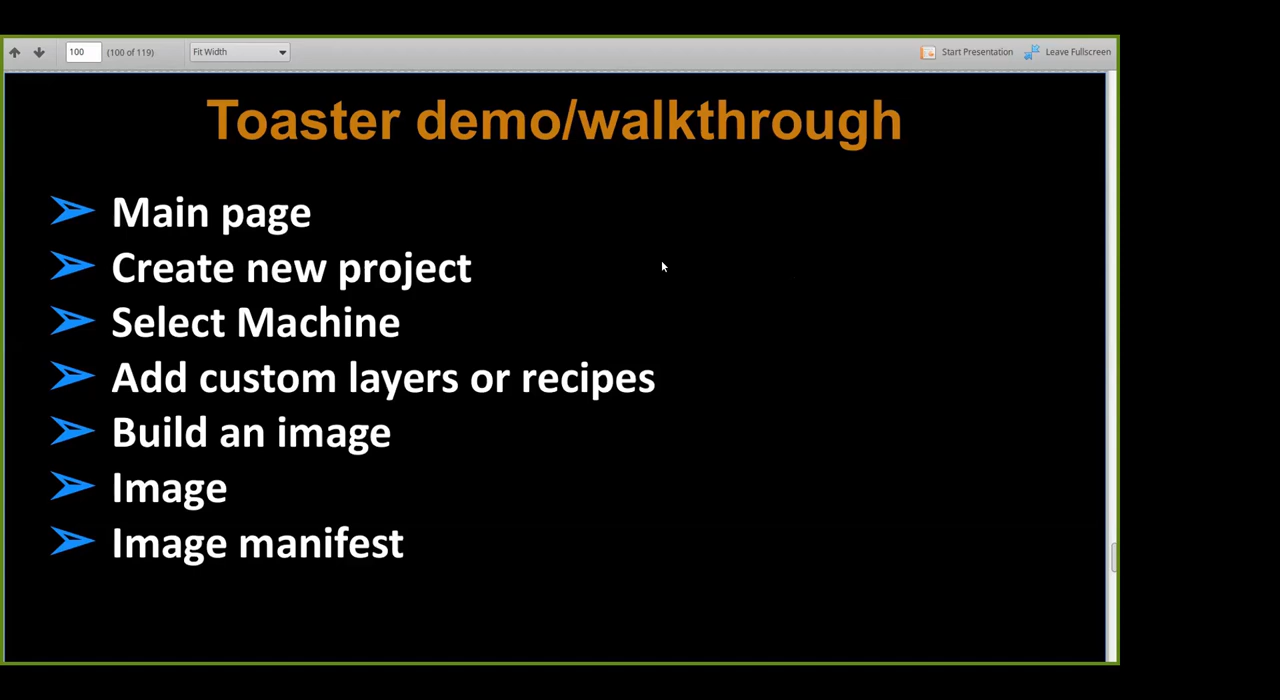 100 (100 of 119) Fit Width Start Presentation Leave Fullscreen
Toaster demo/walkthrough
Main page
Create new project
Select Machine
Add custom layers or recipes
Build an image
Image
Image manifest